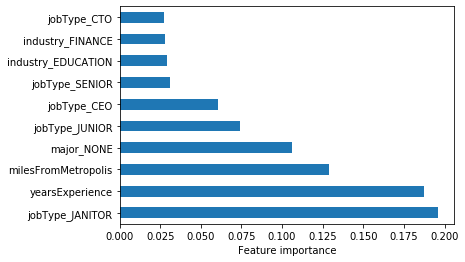 jobType_CTO
industry_FINANCE
industry_EDUCATION
jobType_SENIOR
jobType_CEO
jobType_JUNIOR
major_NONE
milesFromMetropolis
yearsExperience
jobType_JANITOR
0.000 0.025 0.050 0.075 0.100 0.125 0.150 0.175 0.200
Feature importance